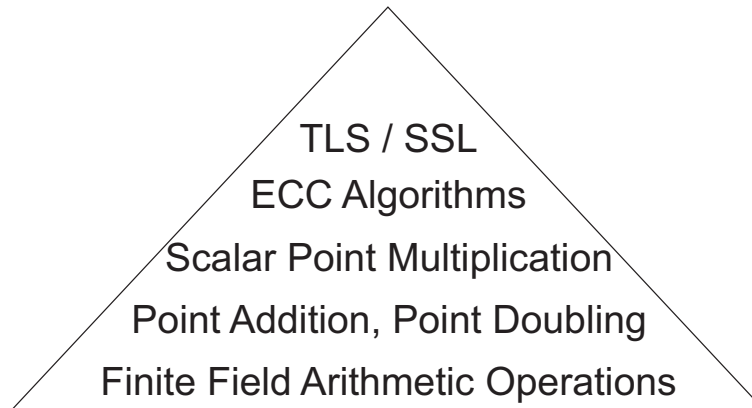 TLS / SSL
ECC Algorithms
Scalar Point Multiplication
Point Addition, Point Doubling
Finite Field Arithmetic Operations